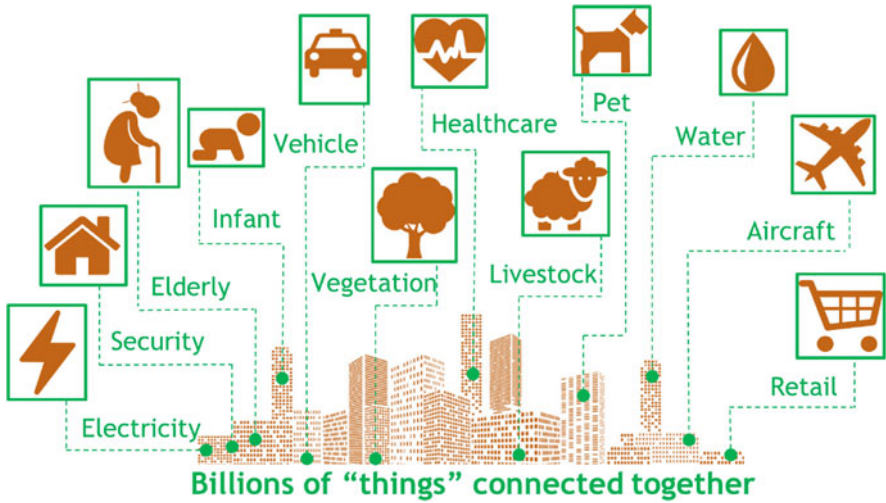 Pet
Healthcare
Water
Vehicle
Infant
Aircraft
Livestock
Vegetation
Elderly
Security
Retail
Electricity
Billions of “things” connected together